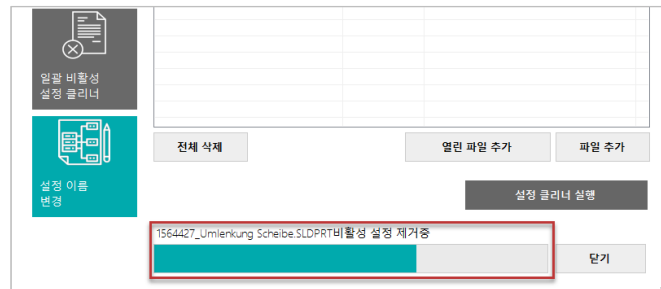 일괄 비활성
설정 클리너
전체 삭제
열린 파일 추가
파일 추가
설정 이름
변경
설정 클리너 실행
1564427_Umlenkung Scheibe.SLDPRT비활성 설정 제거중
닫기